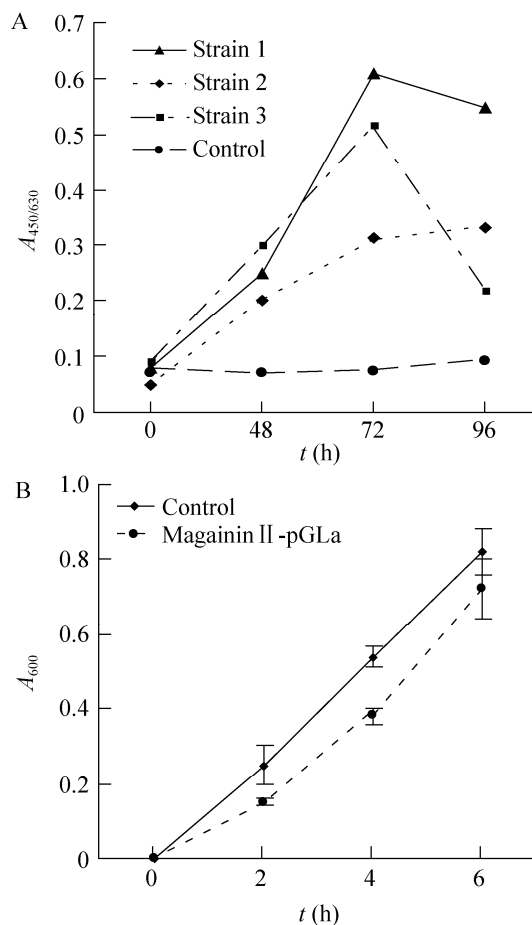 A
Strain 1
Strain 2
Strain 3
Control
0.7
0.6
0.5
0.4
0.3
0.2
0.1
0
A450/630
0 48 72 96
t (h)
B
Control
MagaininⅡ-pGLa
1.0
0.8
0.6
0.4
0.2
0
A600
0 2 4 6
t (h)